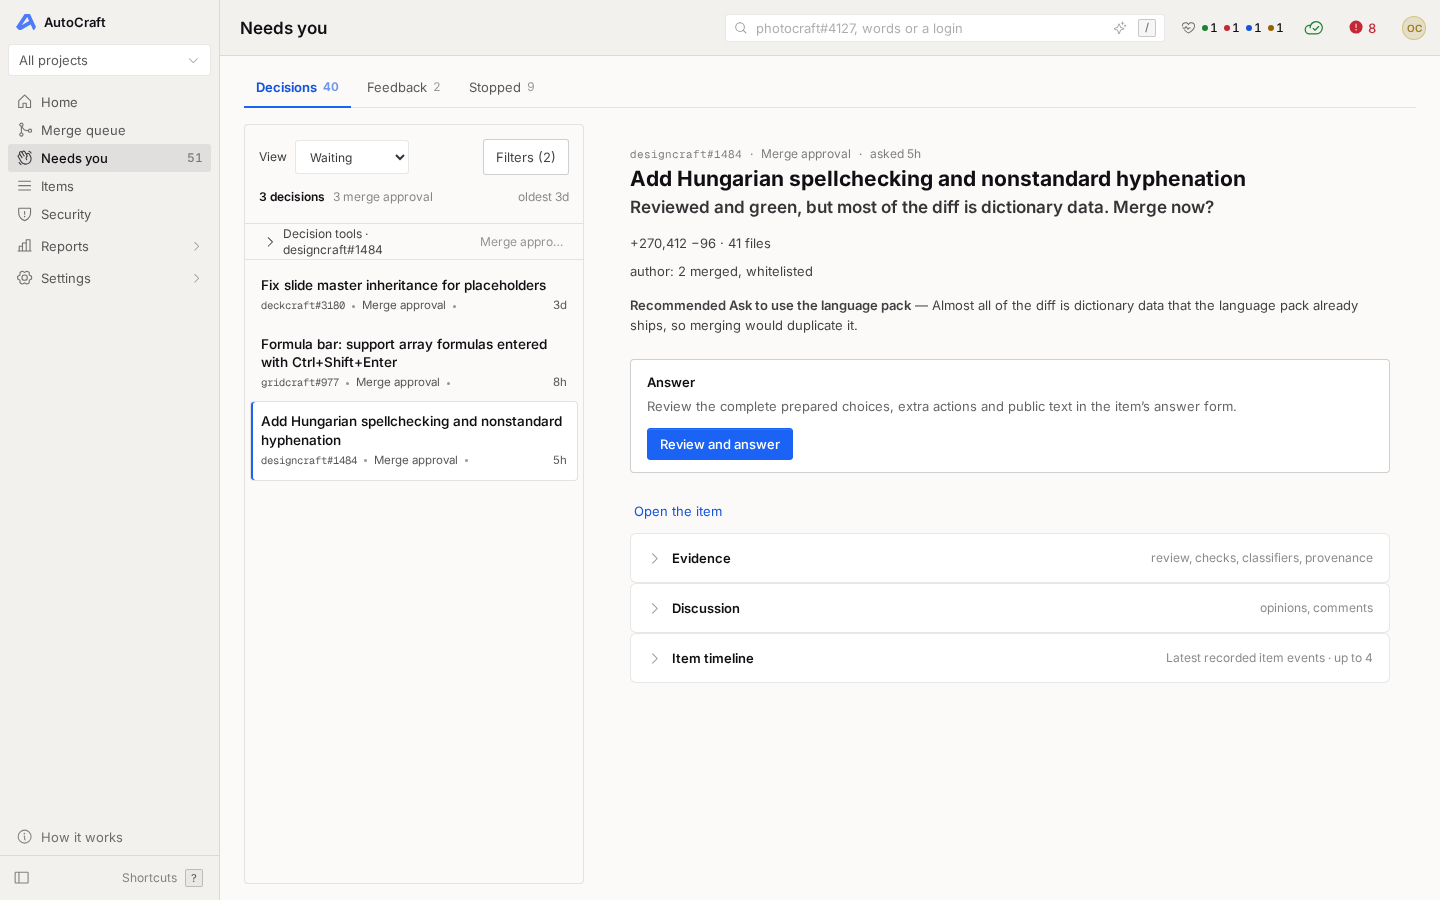 AutoCraft
All projects
Home
Merge queue
Needs you 51
Items
Security
Reports
Settings
How it works
Shortcuts ?
Needs you
photocraft#4127, words or a login /
1 1 1 1
8
OC
Decisions 40
Feedback 2
Stopped 9
View Waiting Filters (2)
3 decisions 3 merge approval oldest 3d
Decision tools ·
designcraft#1484
Merge appro…
Fix slide master inheritance for placeholders
deckcraft#3180 • Merge approval • 3d
Formula bar: support array formulas entered
with Ctrl+Shift+Enter
gridcraft#977 • Merge approval • 8h
Add Hungarian spellchecking and nonstandard
hyphenation
designcraft#1484 • Merge approval • 5h
designcraft#1484 · Merge approval · asked 5h
Add Hungarian spellchecking and nonstandard hyphenation
Reviewed and green, but most of the diff is dictionary data. Merge now?
+270,412 −96 · 41 files
author: 2 merged, whitelisted
Recommended Ask to use the language pack — Almost all of the diff is dictionary data that the language pack already
ships, so merging would duplicate it.
Answer
Review the complete prepared choices, extra actions and public text in the item’s answer form.
Review and answer
Open the item
Evidence review, checks, classifiers, provenance
Discussion opinions, comments
Item timeline Latest recorded item events · up to 4